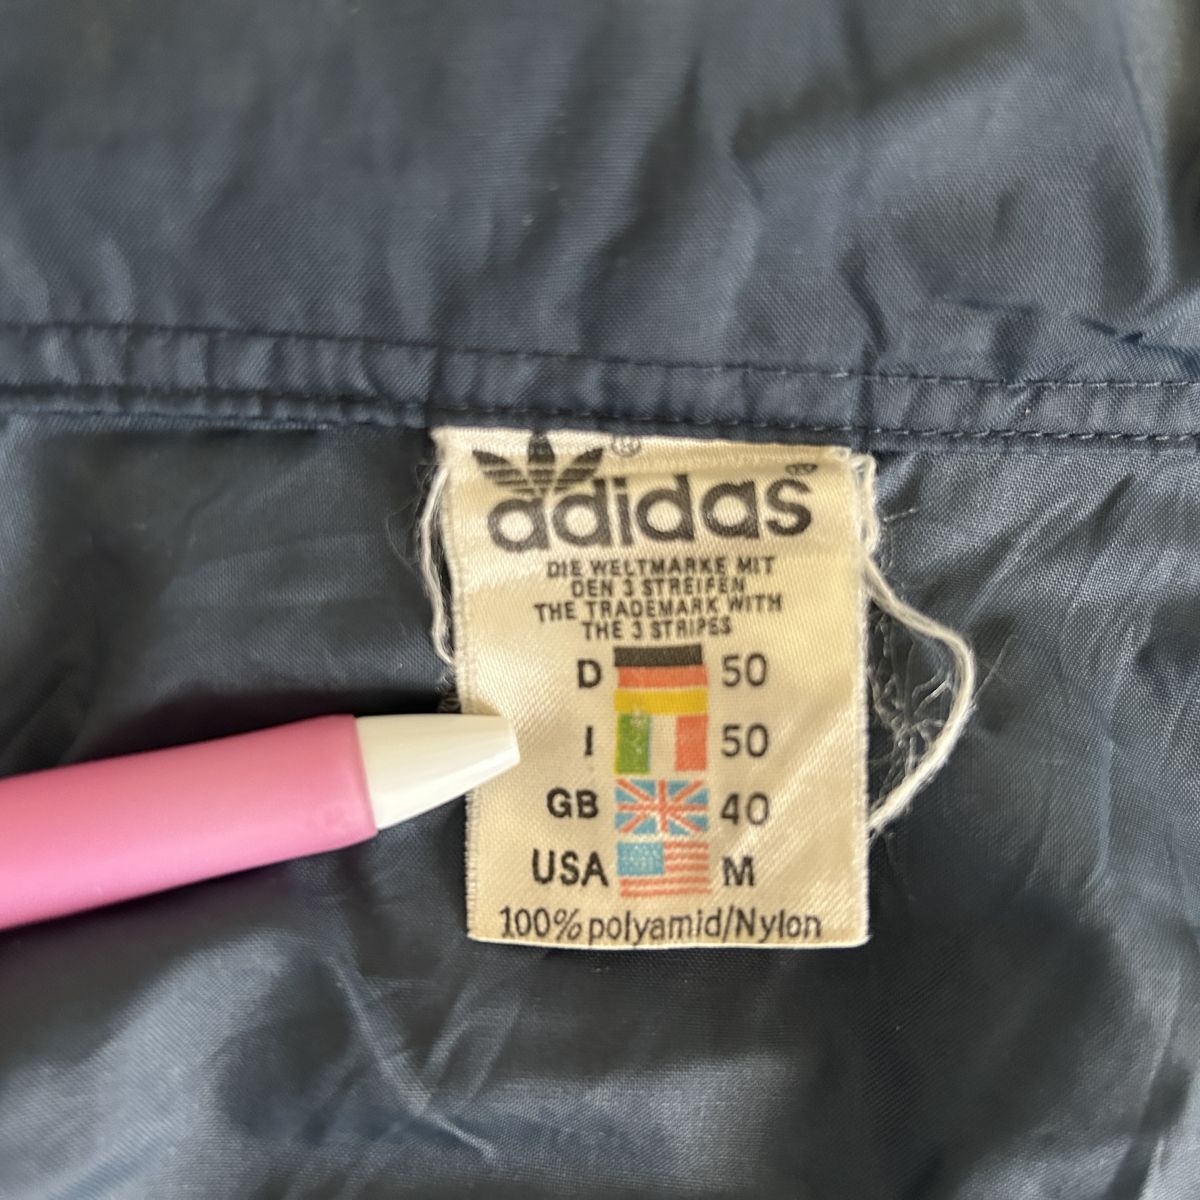 adidas
DIE WELTMARKE MIT
DEN 3 STREIFEN
THE TRADEMARK WITH
THE 3 STRIPES
D 50
I 50
GB 40
USA M
100% polyamid/Nylon